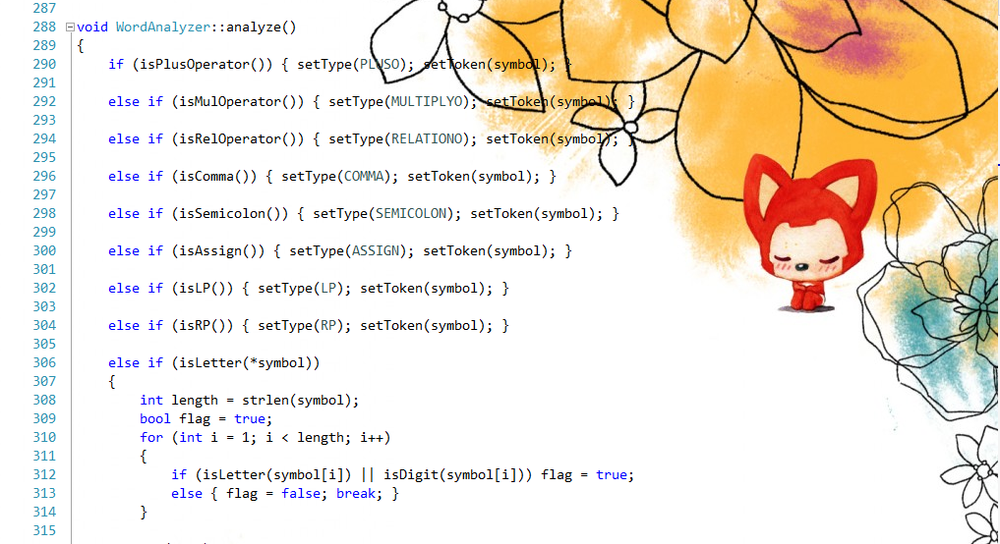 287
288 void WordAnalyzer::analyze()
289 {
290 if (isPlusOperator()) { setType(PLUSO); setToken(symbol); }
291
292 else if (isMulOperator()) { setType(MULTIPLYO); setToken(symbol); }
293
294 else if (isRelOperator()) { setType(RELATIONO); setToken(symbol); }
295
296 else if (isComma()) { setType(COMMA); setToken(symbol); }
297
298 else if (isSemicolon()) { setType(SEMICOLON); setToken(symbol); }
299
300 else if (isAssign()) { setType(ASSIGN); setToken(symbol); }
301
302 else if (isLP()) { setType(LP); setToken(symbol); }
303
304 else if (isRP()) { setType(RP); setToken(symbol); }
305
306 else if (isLetter(*symbol))
307 {
308 int length = strlen(symbol);
309 bool flag = true;
310 for (int i = 1; i < length; i++)
311 {
312 if (isLetter(symbol[i]) || isDigit(symbol[i])) flag = true;
313 else { flag = false; break; }
314 }
315